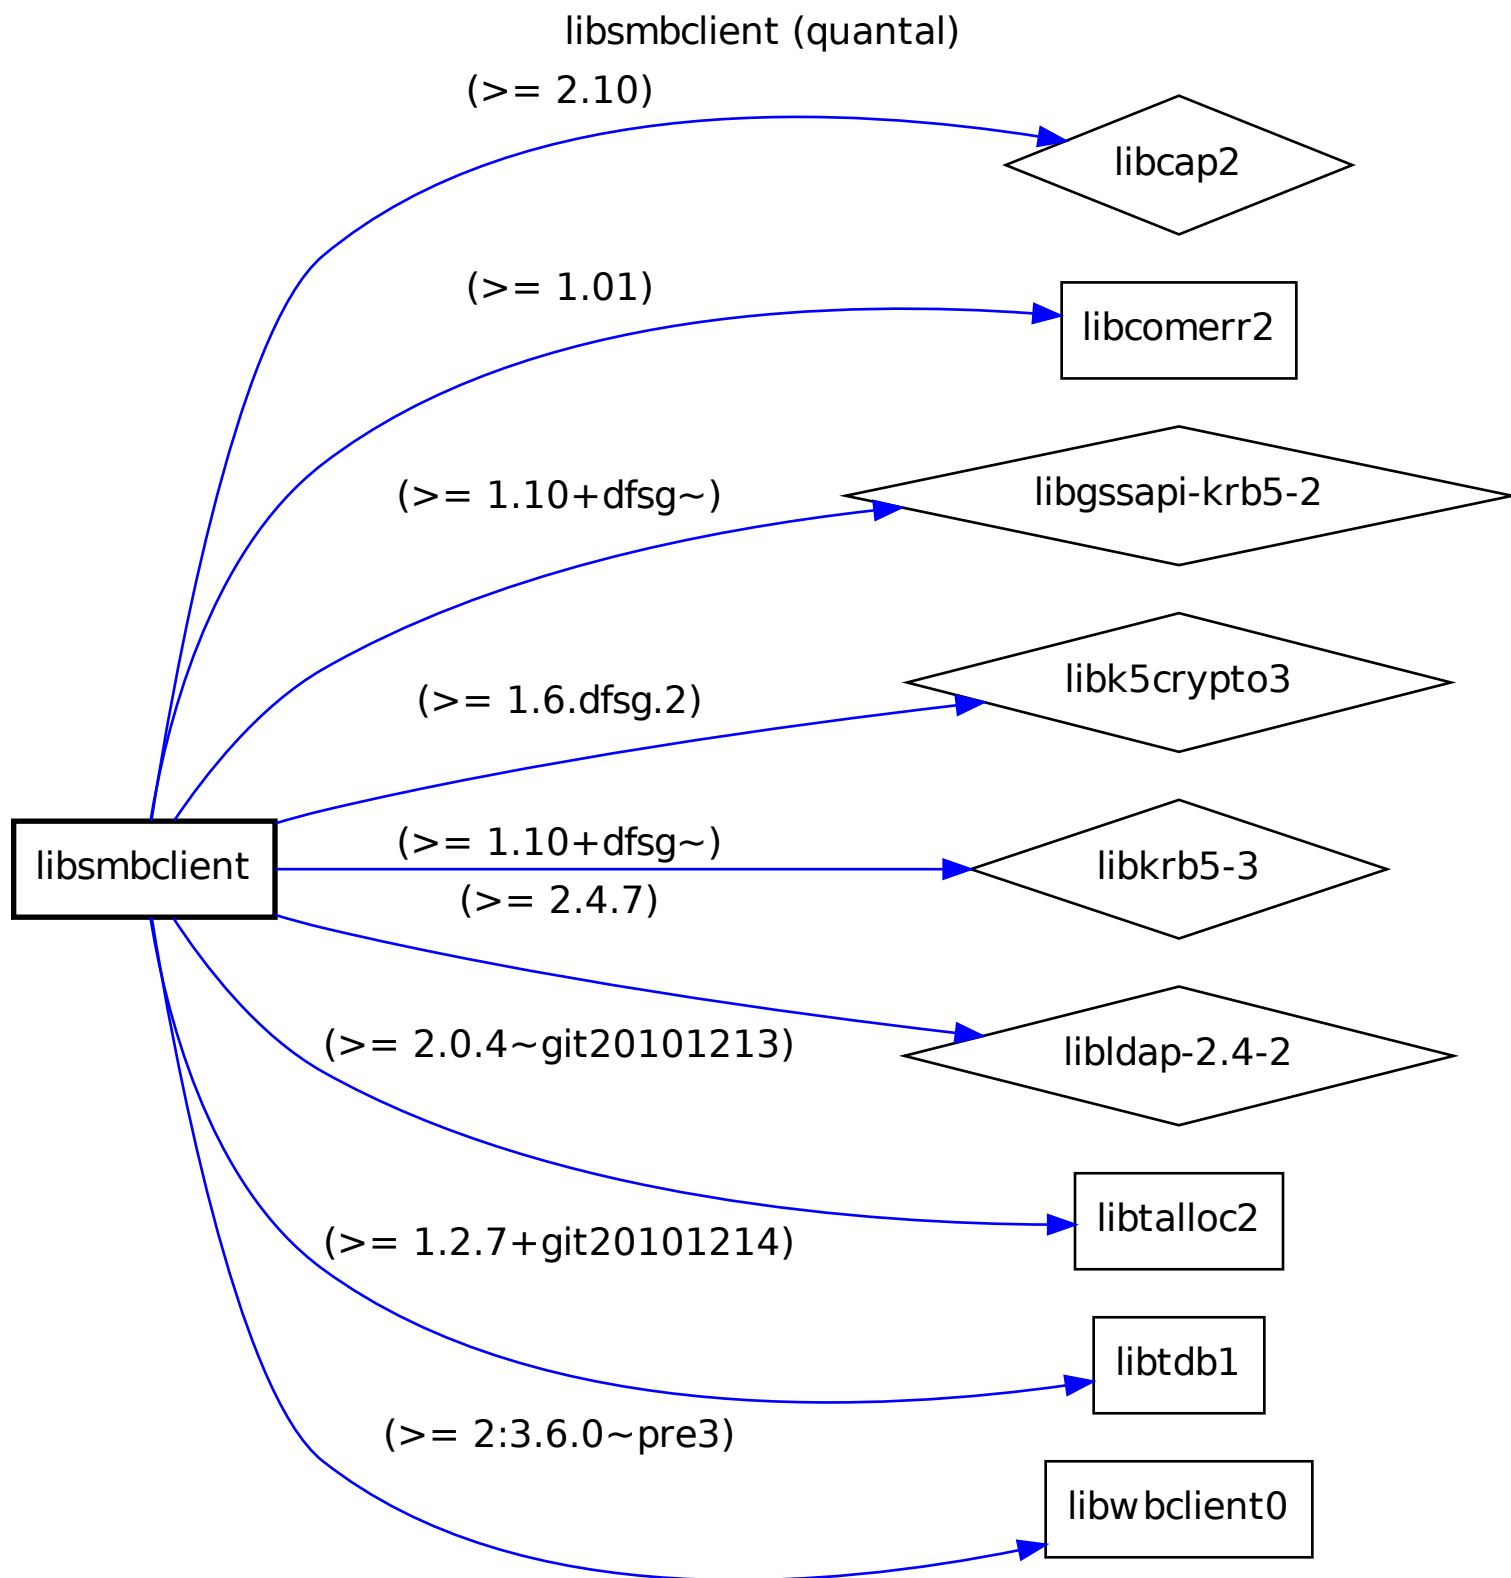 libsmbclient (quantal)
(>= 2.10)
libcap2
(>= 1.01)
libcomerr2
(>= 1.10+dfsg~)
libgssapi-krb5-2
(>= 1.6.dfsg.2)
libk5crypto3
libsmbclient
(>= 1.10+dfsg~)
libkrb5-3
(>= 2.4.7)
libldap-2.4-2
(>= 2.0.4~git20101213)
libtalloc2
(>= 1.2.7+git20101214)
libtdb1
(>= 2:3.6.0~pre3)
libwbclient0